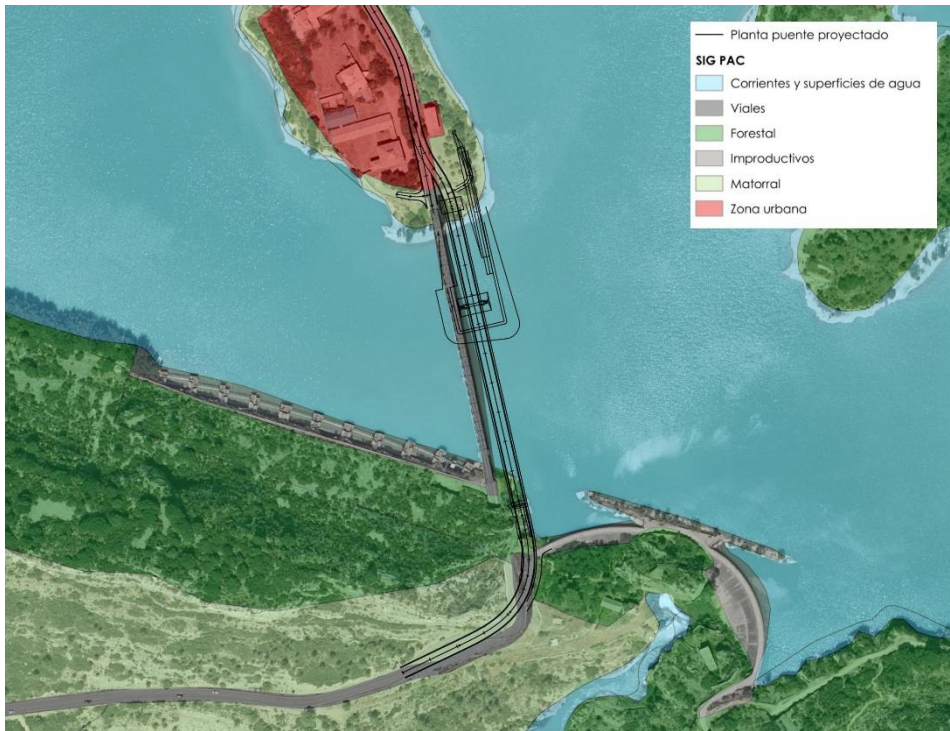 Planta puente proyectado
SIG PAC
Corrientes y superficies de agua
Viales
Forestal
Improductivos
Matorral
Zona urbana